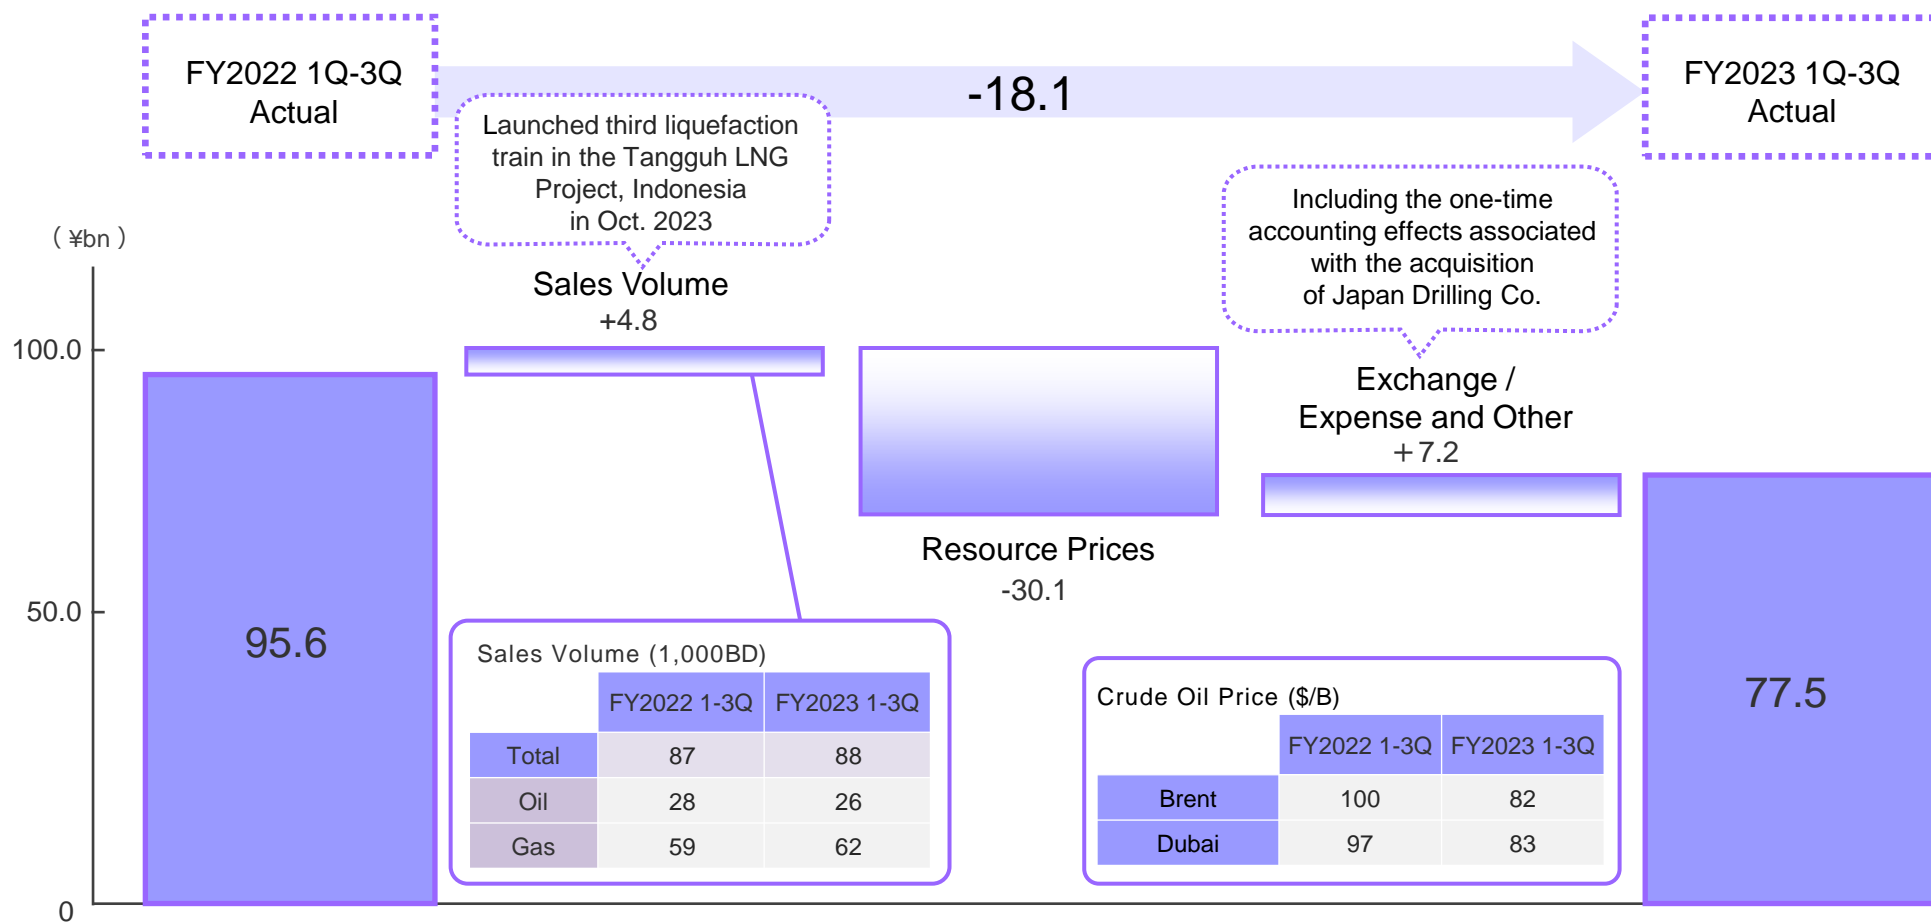 FY2022 1Q-3Q
Actual
-18.1
FY2023 1Q-3Q
Actual
Launched third liquefaction
train in the Tangguh LNG
Project, Indonesia
in Oct. 2023
Including the one-time
accounting effects associated
with the acquisition
of Japan Drilling Co.
( ¥bn )
Sales Volume
+4.8
100.0
Exchange /
Expense and Other
+7.2
Resource Prices
-30.1
50.0
95.6
77.5
Sales Volume (1,000BD)
FY2022 1-3Q FY2023 1-3Q
Total 87 88
Oil 28 26
Gas 59 62
Crude Oil Price ($/B)
FY2022 1-3Q FY2023 1-3Q
Brent 100 82
Dubai 97 83
0